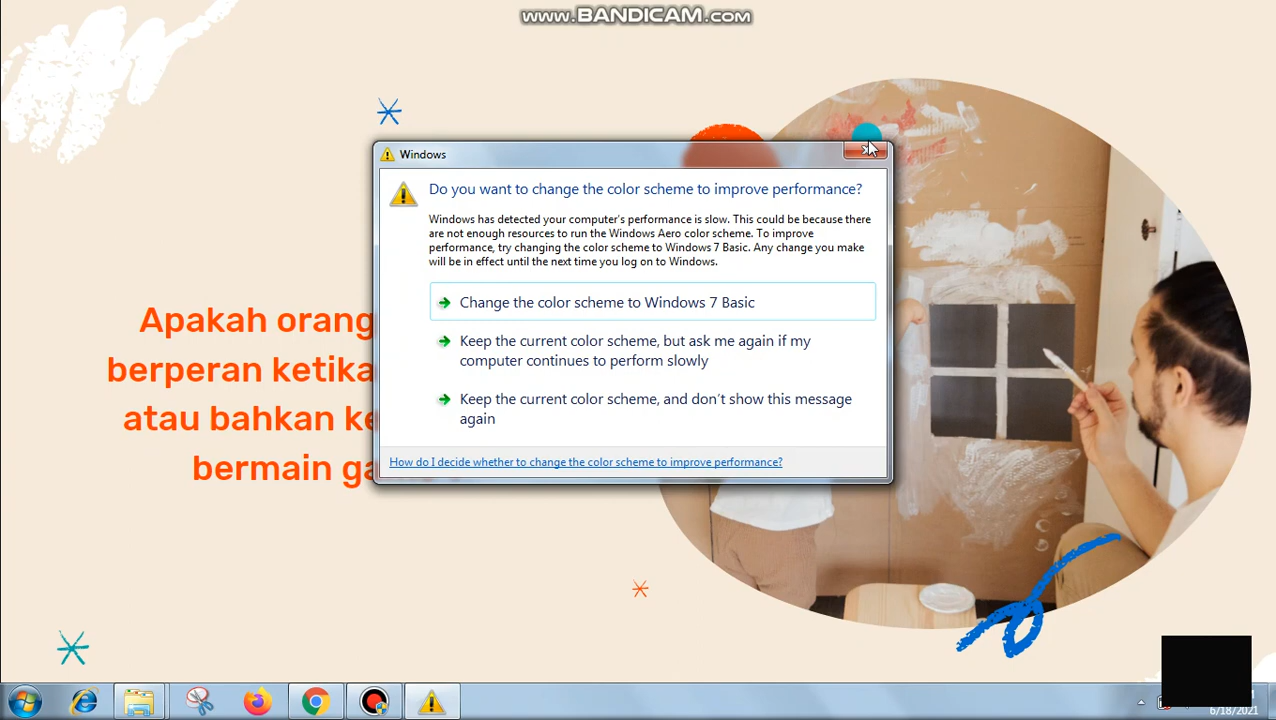 www.BANDICAM.com
Windows
Do you want to change the color scheme to improve performance?
Windows has detected your computer's performance is slow. This could be because there
are not enough resources to run the Windows Aero color scheme. To improve
performance, try changing the color scheme to Windows 7 Basic. Any change you make
will be in effect until the next time you log on to Windows.
Change the color scheme to Windows 7 Basic
Keep the current color scheme, but ask me again if my
computer continues to perform slowly
Keep the current color scheme, and don't show this message
again
How do I decide whether to change the color scheme to improve performance?
Apakah orang
berperan ketika
atau bahkan ke
bermain ga
6/18/2021